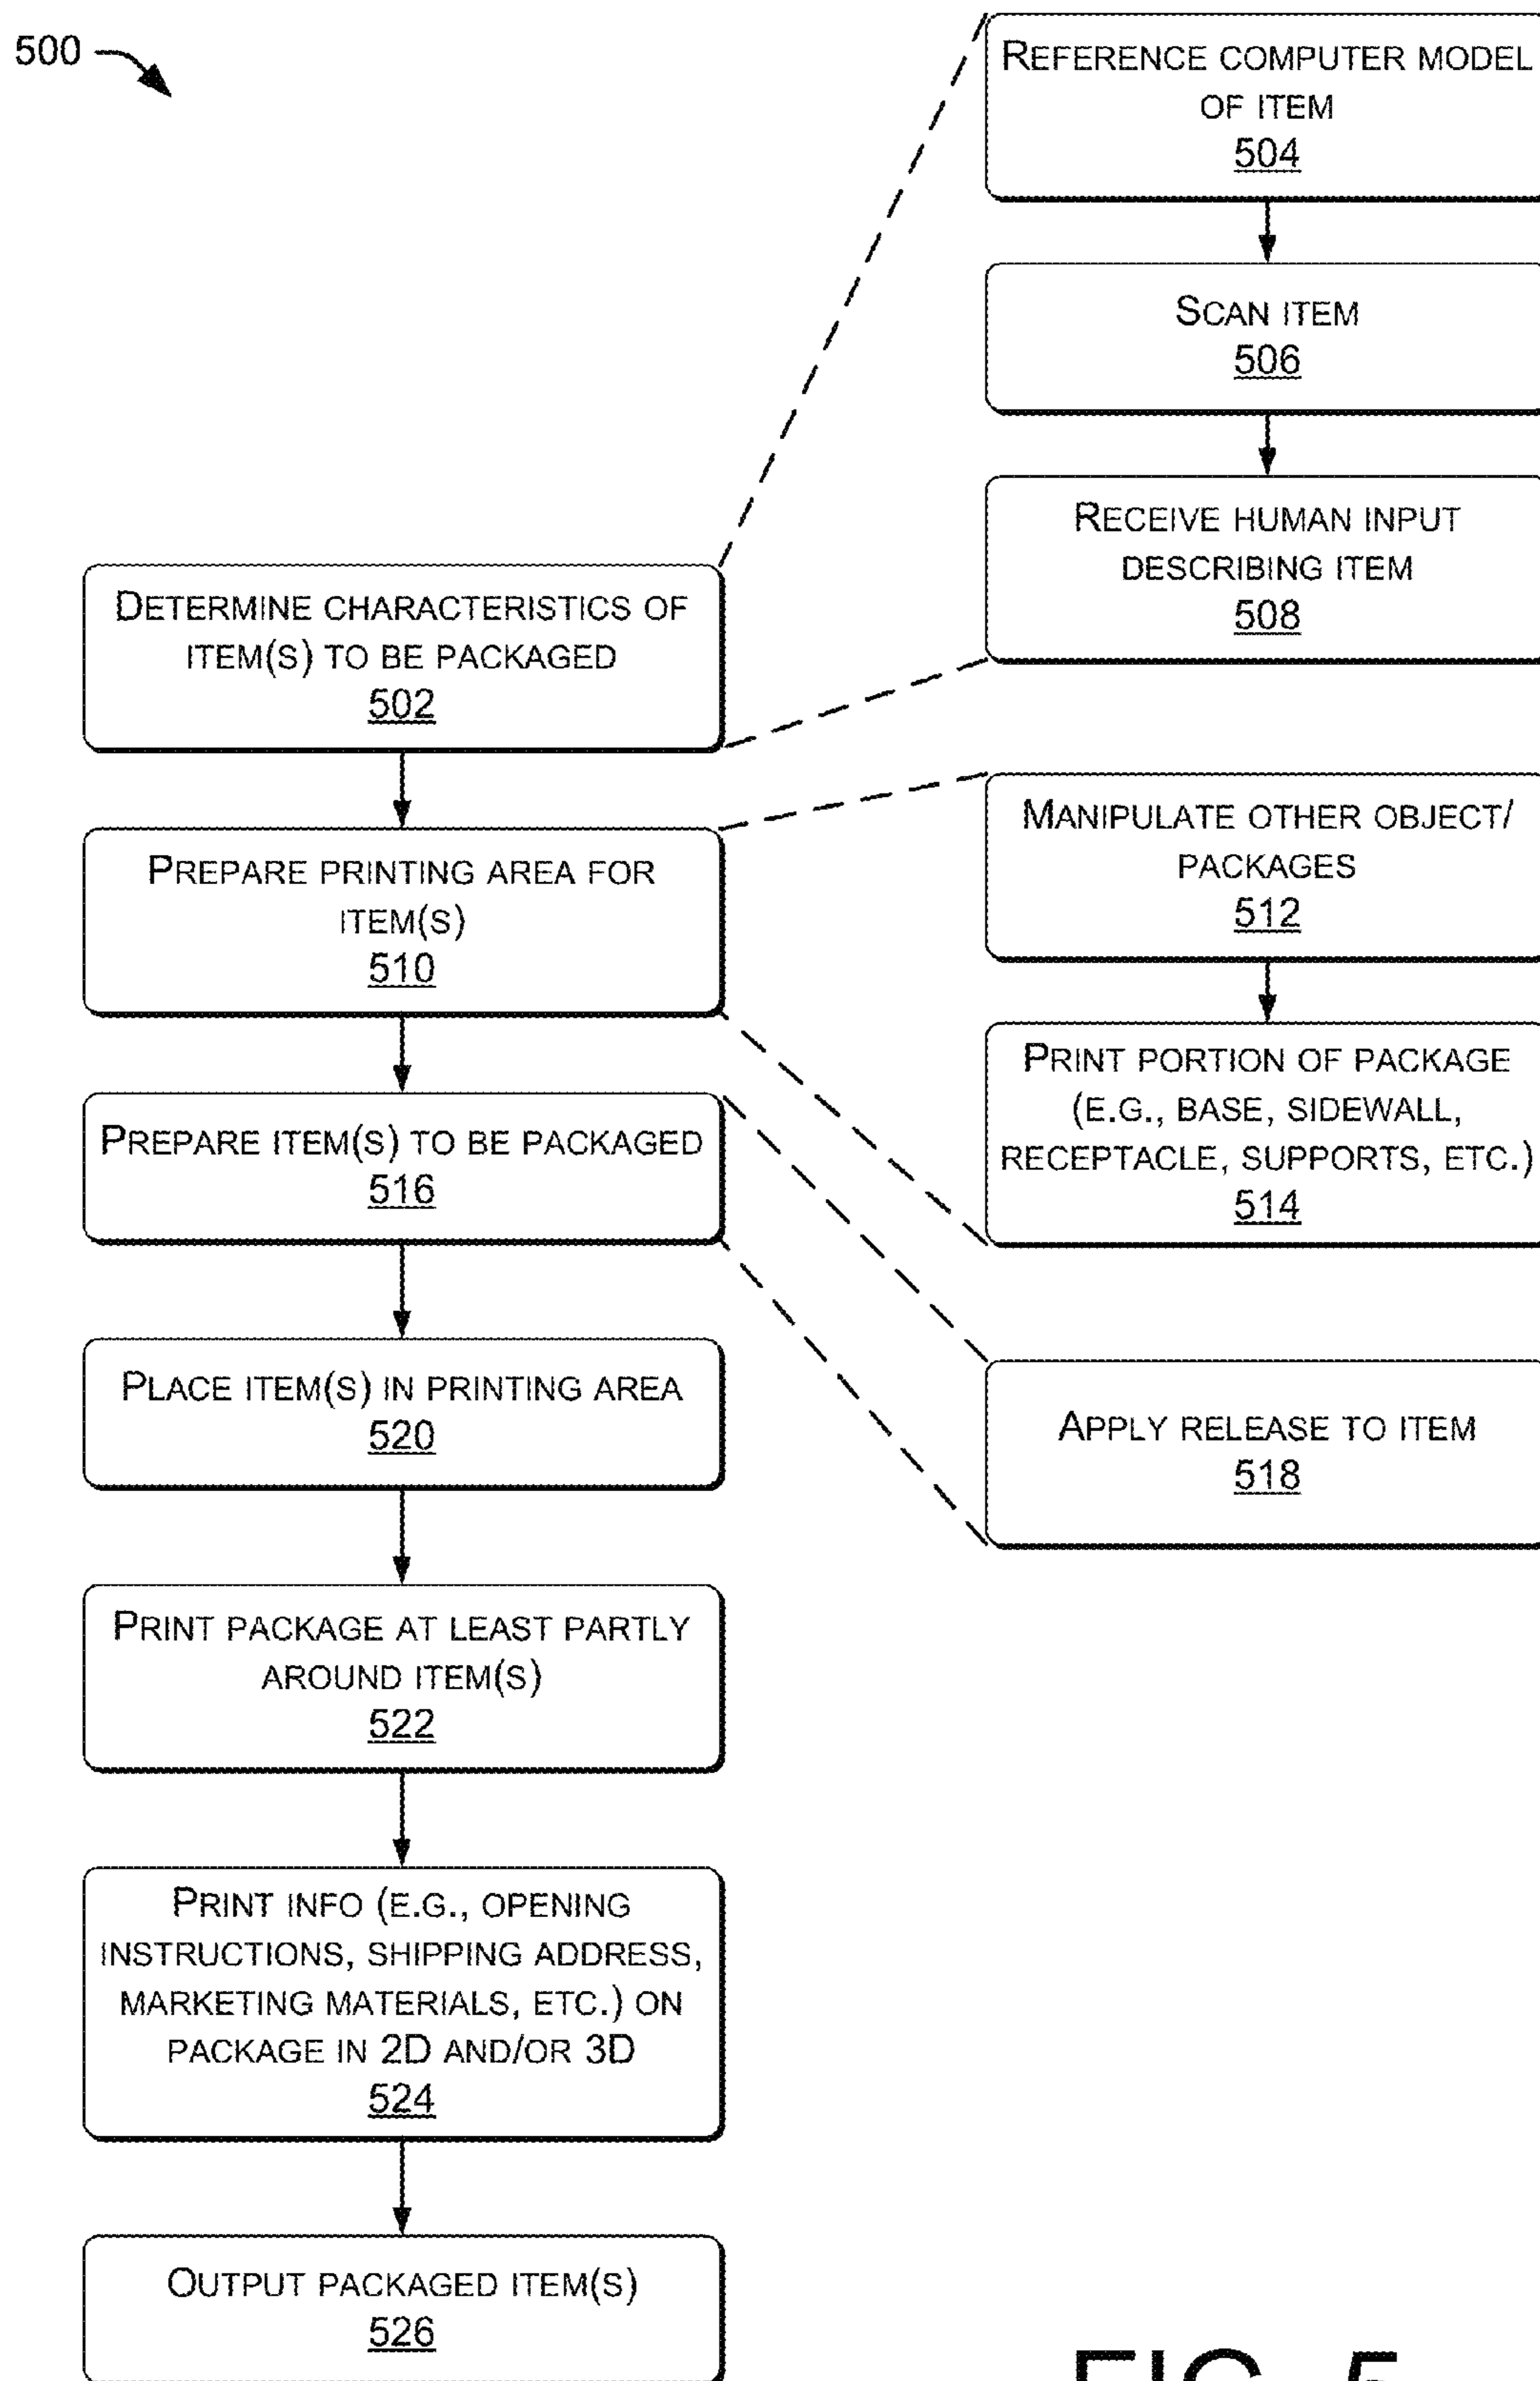 500
REFERENCE COMPUTER MODEL
OF ITEM
504
SCAN ITEM
506
RECEIVE HUMAN INPUT
DESCRIBING ITEM
508
DETERMINE CHARACTERISTICS OF
ITEM(S) TO BE PACKAGED
502
MANIPULATE OTHER OBJECT/
PACKAGES
512
PREPARE PRINTING AREA FOR
ITEM(S)
510
PRINT PORTION OF PACKAGE
(E.G., BASE, SIDEWALL,
RECEPTACLE, SUPPORTS, ETC.)
514
PREPARE ITEM(S) TO BE PACKAGED
516
APPLY RELEASE TO ITEM
518
PLACE ITEM(S) IN PRINTING AREA
520
PRINT PACKAGE AT LEAST PARTLY
AROUND ITEM(S)
522
PRINT INFO (E.G., OPENING
INSTRUCTIONS, SHIPPING ADDRESS,
MARKETING MATERIALS, ETC.) ON
PACKAGE IN 2D AND/OR 3D
524
OUTPUT PACKAGED ITEM(S)
526
FIG. 5